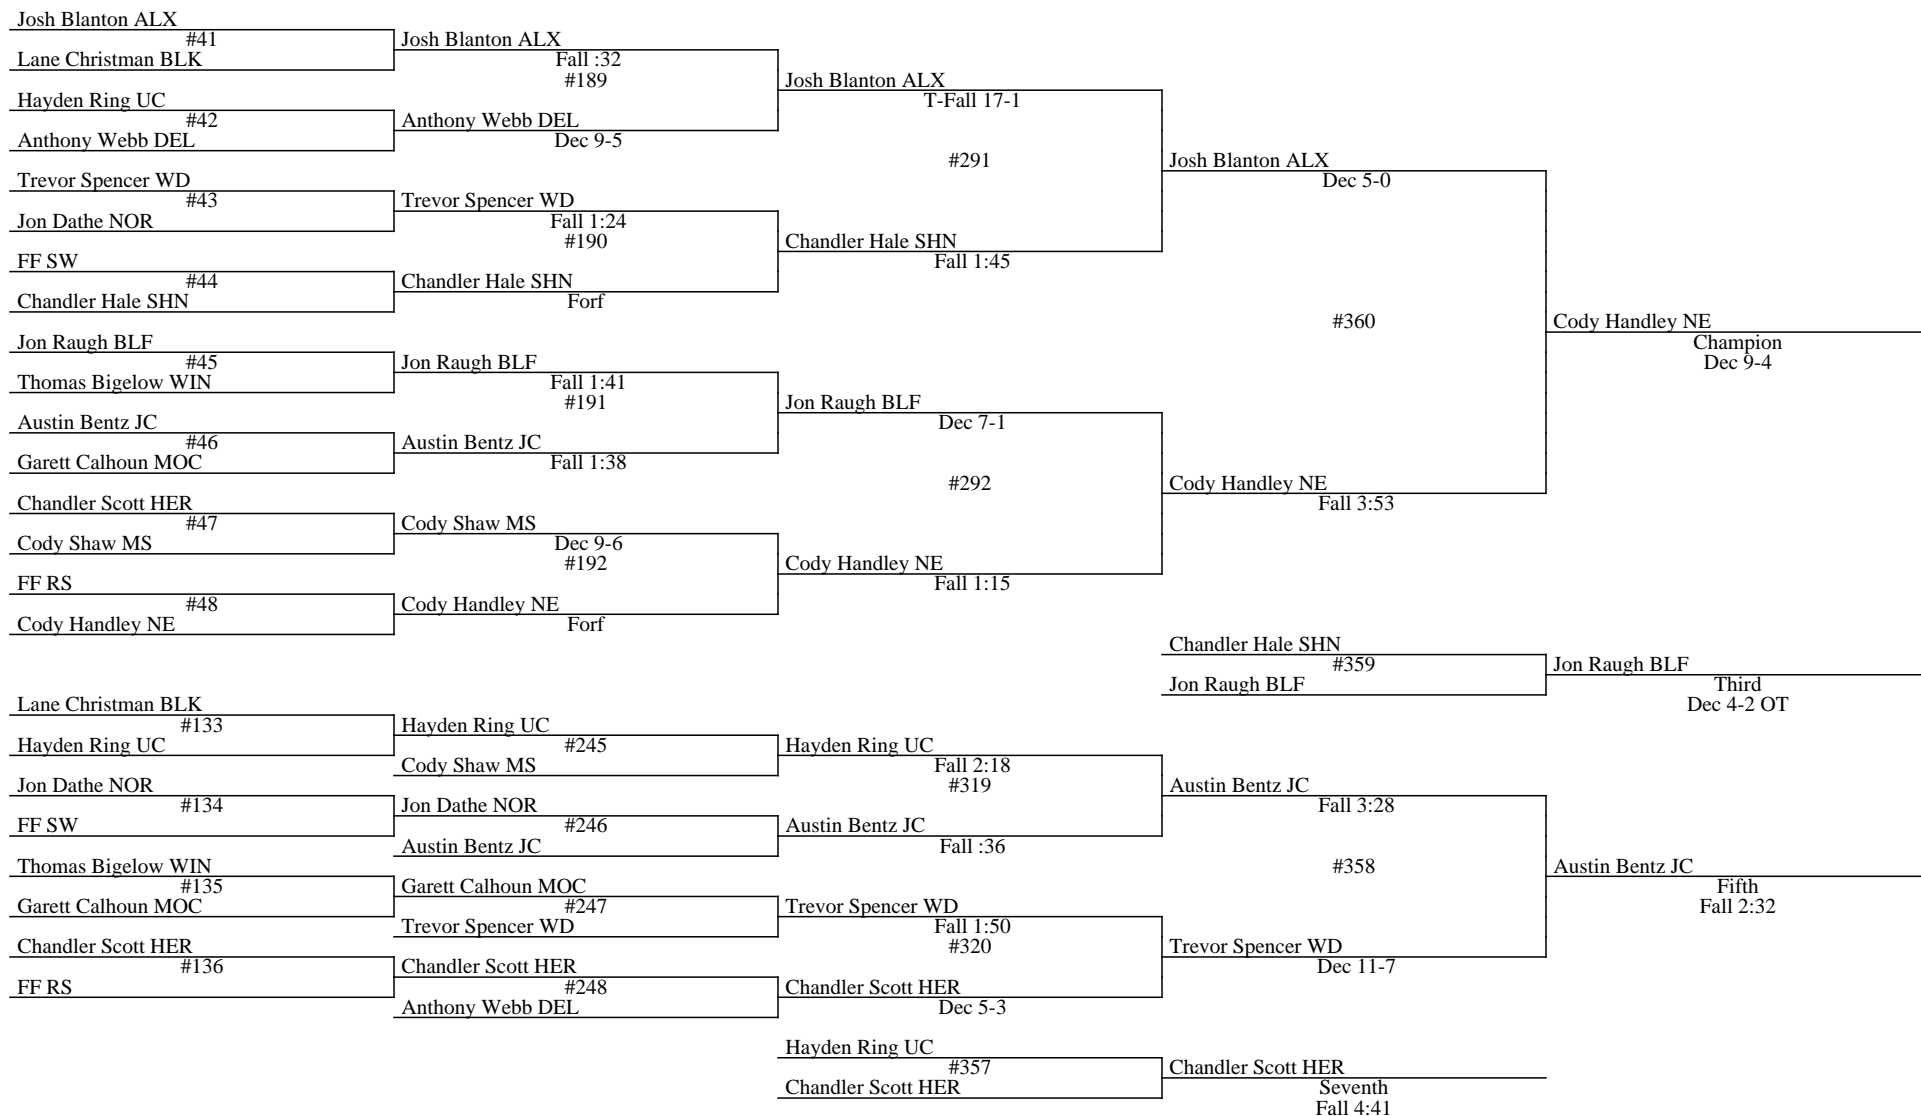 Josh Blanton ALX
#41
Lane Christman BLK
Hayden Ring UC
#42
Anthony Webb DEL
Trevor Spencer WD
#43
Jon Dathe NOR
FF SW
#44
Chandler Hale SHN
Jon Raugh BLF
#45
Thomas Bigelow WIN
Austin Bentz JC
#46
Garett Calhoun MOC
Chandler Scott HER
#47
Cody Shaw MS
FF RS
#48
Cody Handley NE
Josh Blanton ALX
Fall :32
#189
Anthony Webb DEL
Dec 9-5
Trevor Spencer WD
Fall 1:24
#190
Chandler Hale SHN
Forf
Jon Raugh BLF
Fall 1:41
#191
Austin Bentz JC
Fall 1:38
Cody Shaw MS
Dec 9-6
#192
Cody Handley NE
Forf
Josh Blanton ALX
T-Fall 17-1
#291
Chandler Hale SHN
Fall 1:45
Jon Raugh BLF
Dec 7-1
#292
Cody Handley NE
Fall 1:15
Josh Blanton ALX
Dec 5-0
#360
Cody Handley NE
Fall 3:53
Cody Handley NE
Champion
Dec 9-4
Chandler Hale SHN
#359
Jon Raugh BLF
Jon Raugh BLF
Third
Dec 4-2 OT
Lane Christman BLK
#133
Hayden Ring UC
Jon Dathe NOR
#134
FF SW
Thomas Bigelow WIN
#135
Garett Calhoun MOC
Chandler Scott HER
#136
FF RS
Hayden Ring UC
#245
Cody Shaw MS
Jon Dathe NOR
#246
Austin Bentz JC
Garett Calhoun MOC
#247
Trevor Spencer WD
Chandler Scott HER
#248
Anthony Webb DEL
Hayden Ring UC
Fall 2:18
#319
Austin Bentz JC
Fall :36
Trevor Spencer WD
Fall 1:50
#320
Chandler Scott HER
Dec 5-3
Austin Bentz JC
Fall 3:28
#358
Trevor Spencer WD
Dec 11-7
Austin Bentz JC
Fifth
Fall 2:32
Hayden Ring UC
#357
Chandler Scott HER
Chandler Scott HER
Seventh
Fall 4:41